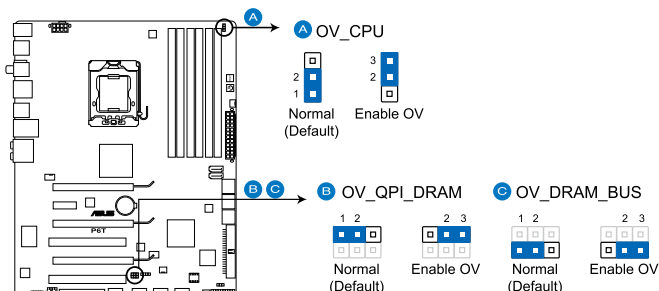 A
A OV_CPU
3
2
2
1
Normal
(Default)
Enable OV
B C
B OV_QPI_DRAM
C OV_DRAM_BUS
1 2
2 3
1 2
2 3
Normal
(Default)
Enable OV
Normal
(Default)
Enable OV
ASUS
P6T